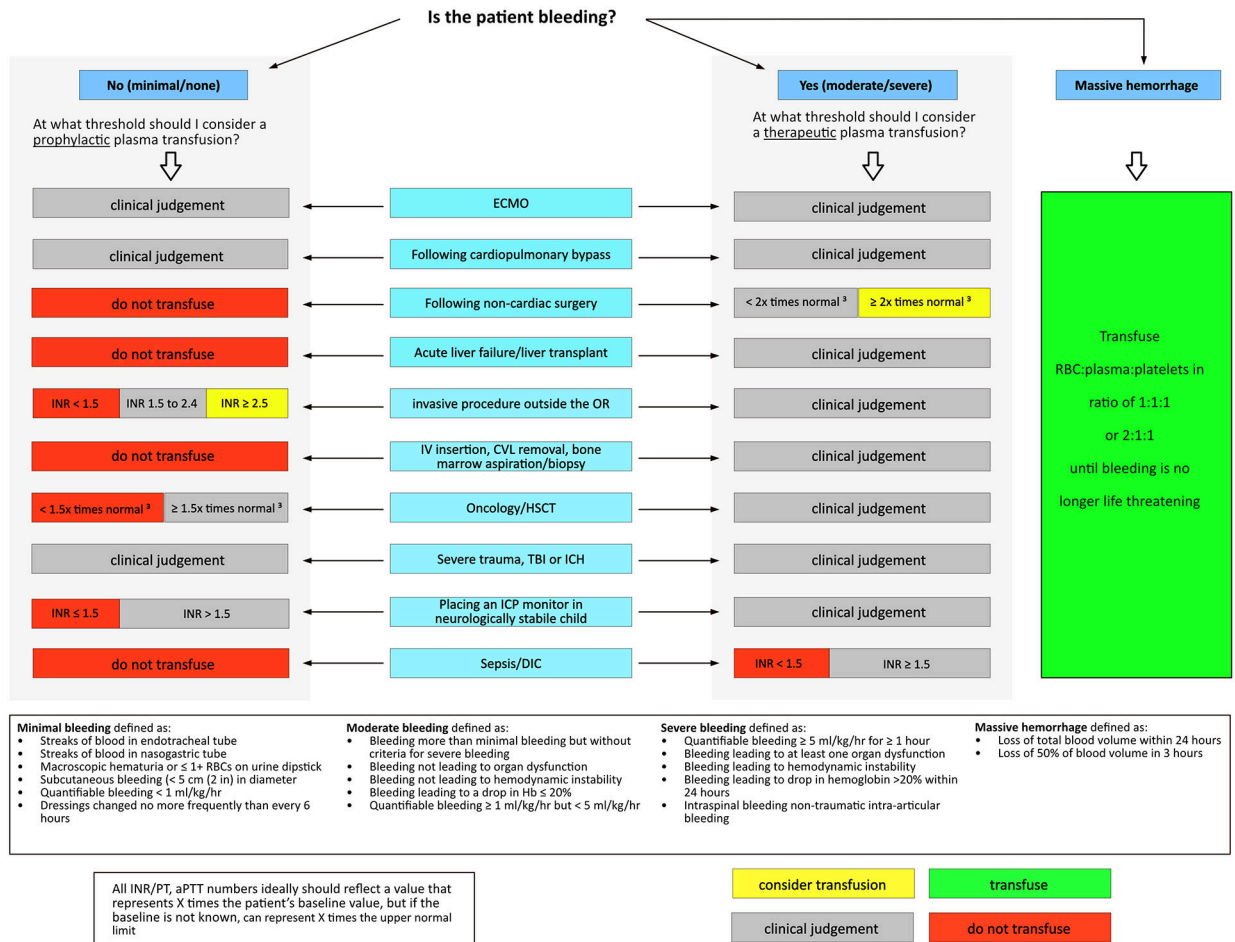 Is the patient bleeding?
No (minimal/none)
Yes (moderate/severe)
Massive hemorrhage
At what threshold should I consider a
prophylactic plasma transfusion?
At what threshold should I consider
a therapeutic plasma transfusion?
clinical judgement
ECMO
clinical judgement
clinical judgement
Following cardiopulmonary bypass
clinical judgement
do not transfuse
Following non-cardiac surgery
< 2x times normal ³
≥ 2x times normal ³
do not transfuse
Acute liver failure/liver transplant
clinical judgement
INR < 1.5
INR 1.5 to 2.4
INR ≥ 2.5
invasive procedure outside the OR
clinical judgement
do not transfuse
IV insertion, CVL removal, bone
marrow aspiration/biopsy
clinical judgement
< 1.5x times normal ³
≥ 1.5x times normal ³
Oncology/HSCT
clinical judgement
clinical judgement
Severe trauma, TBI or ICH
clinical judgement
INR ≤ 1.5
INR > 1.5
Placing an ICP monitor in
neurologically stabile child
clinical judgement
do not transfuse
Sepsis/DIC
INR < 1.5
INR ≥ 1.5
Transfuse
RBC:plasma:platelets in
ratio of 1:1:1
or 2:1:1
until bleeding is no
longer life threatening
Minimal bleeding defined as:
• Streaks of blood in endotracheal tube
• Streaks of blood in nasogastric tube
• Macroscopic hematuria or ≤ 1+ RBCs on urine dipstick
• Subcutaneous bleeding (< 5 cm (2 in) in diameter
• Quantifiable bleeding < 1 ml/kg/hr
• Dressings changed no more frequently than every 6
hours
Moderate bleeding defined as:
• Bleeding more than minimal bleeding but without
criteria for severe bleeding
• Bleeding not leading to organ dysfunction
• Bleeding not leading to hemodynamic instability
• Bleeding leading to a drop in Hb ≤ 20%
• Quantifiable bleeding ≥ 1 ml/kg/hr but < 5 ml/kg/hr
Severe bleeding defined as:
• Quantifiable bleeding ≥ 5 ml/kg/hr for ≥ 1 hour
• Bleeding leading to at least one organ dysfunction
• Bleeding leading to hemodynamic instability
• Bleeding leading to drop in hemoglobin >20% within
24 hours
• Intraspinal bleeding non-traumatic intra-articular
bleeding
Massive hemorrhage defined as:
• Loss of total blood volume within 24 hours
• Loss of 50% of blood volume in 3 hours
All INR/PT, aPTT numbers ideally should reflect a value that
represents X times the patient's baseline value, but if the
baseline is not known, can represent X times the upper normal
limit
consider transfusion
transfuse
clinical judgement
do not transfuse